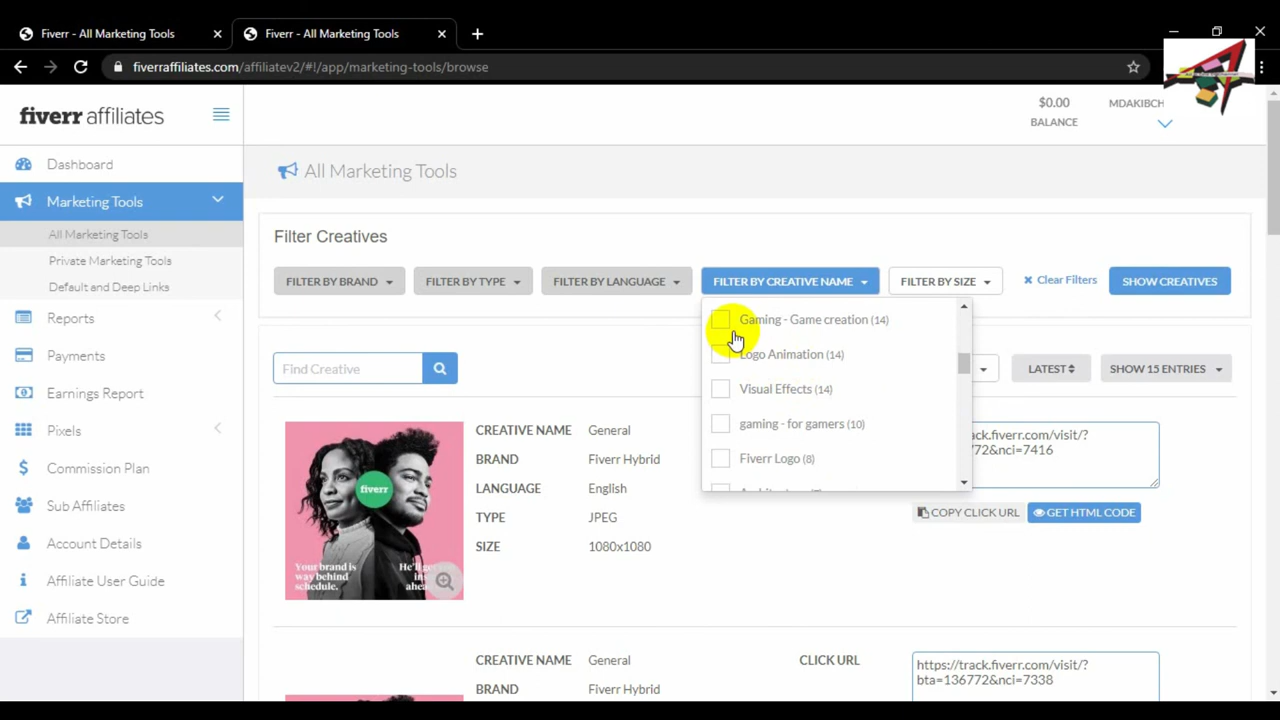 Fiverr - All Marketing Tools
Fiverr - All Marketing Tools
fiverraffiliates.com/affiliatev2/#!/app/marketing-tools/browse
fiverr affiliates
$0.00
BALANCE
MDAKIBCH
Dashboard
Marketing Tools
All Marketing Tools
Private Marketing Tools
Default and Deep Links
Reports
Payments
Earnings Report
Pixels
Commission Plan
Sub Affiliates
Account Details
Affiliate User Guide
Affiliate Store
All Marketing Tools
Filter Creatives
FILTER BY BRAND
FILTER BY TYPE
FILTER BY LANGUAGE
FILTER BY CREATIVE NAME
FILTER BY SIZE
Clear Filters
SHOW CREATIVES
Gaming - Game creation (14)
Logo Animation (14)
Visual Effects (14)
gaming - for gamers (10)
Fiverr Logo (8)
Find Creative
LATEST
SHOW 15 ENTRIES
fiverr
Your brand is
way behind
schedule.
He'll get
ahea
CREATIVE NAME General
BRAND Fiverr Hybrid
LANGUAGE English
TYPE JPEG
SIZE 1080x1080
ack.fiverr.com/visit/?
72&nci=7416
COPY CLICK URL
GET HTML CODE
CREATIVE NAME General
BRAND Fiverr Hybrid
CLICK URL
https://track.fiverr.com/visit/?
bta=136772&nci=7338